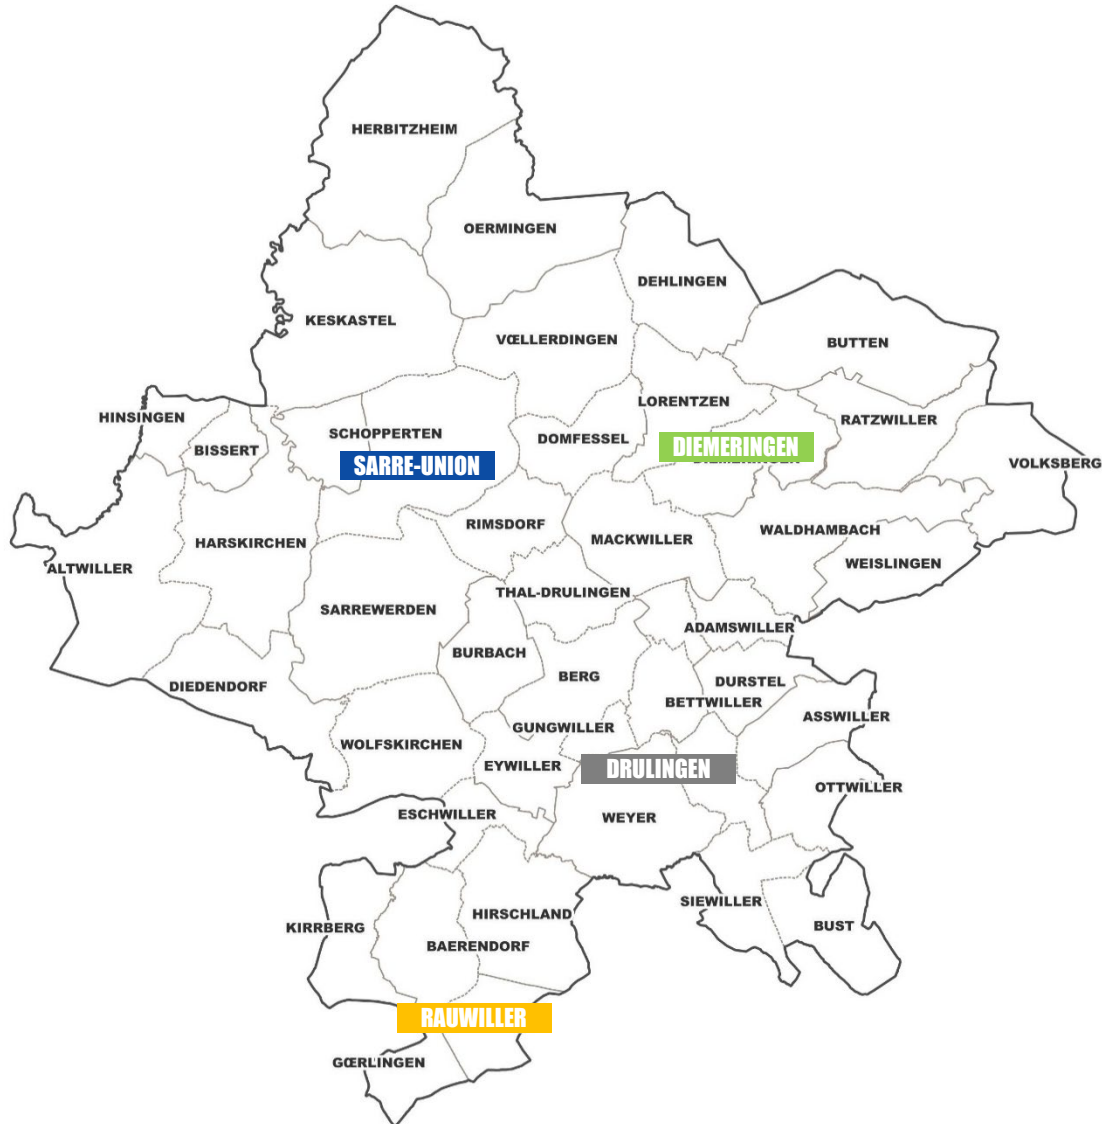 HERBITZHEIM
OERMINGEN
DEHLINGEN
KESKASTEL
VŒLLERDINGEN
BUTTEN
LORENTZEN
HINSINGEN
RATZWILLER
SCHOPPERTEN
DOMFESSEL
BISSERT
DIEMERINGEN
SARRE-UNION
VOLKSBERG
RIMSDORF
WALDHAMBACH
MACKWILLER
HARSKIRCHEN
WEISLINGEN
ALTWILLER
THAL-DRULINGEN
SARREWERDEN
ADAMSWILLER
BURBACH
BERG
DURSTEL
DIEDENDORF
BETTWILLER
ASSWILLER
GUNGWILLER
WOLFSKIRCHEN
EYWILLER
DRULINGEN
OTTWILLER
ESCHWILLER
WEYER
SIEWILLER
HIRSCHLAND
KIRRBERG
BUST
BAERENDORF
RAUWILLER
GŒRLINGEN